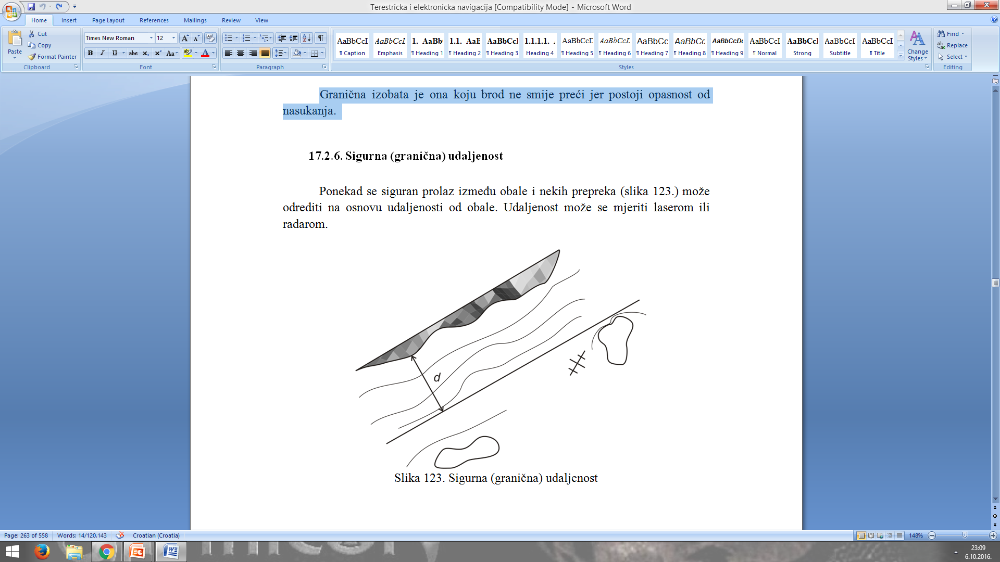 Terestricka i elektronicka navigacija [Compatibility Mode] - Microsoft Word
Home Insert Page Layout References Mailings Review View
Paste
Cut
Copy
Format Painter
Clipboard
Times New Roman 12
Font
Paragraph
AaBbCcI AaBbCcL 1. AaBb 1.1. AaB AaBbCcl 1.1.1.1. AaBbCcD AaBbCcD AaBbCc AaBbCc AaBbCcDc AaBbCcI AaBbCcl AaBbCcI AaBbCcI
¶ Caption Emphasis ¶ Heading 1 ¶ Heading 2 ¶ Heading 3 Heading 4 ¶ Heading 5 ¶ Heading 6 ¶ Heading 7 ¶ Heading 8 ¶ Heading 9 ¶ Normal Strong Subtitle ¶ Title
Change
Styles
Styles
Find
Replace
Select
Editing
Granična izobata je ona koju brod ne smije preći jer postoji opasnost od
nasukanja.
17.2.6. Sigurna (granična) udaljenost
Ponekad se siguran prolaz između obale i nekih prepreka (slika 123.) može
odrediti na osnovu udaljenosti od obale. Udaljenost može se mjeriti laserom ili
radarom.
d
Slika 123. Sigurna (granična) udaljenost
Page: 263 of 558 Words: 14/120.143 Croatian (Croatia) 148%
23:09
6.10.2016.